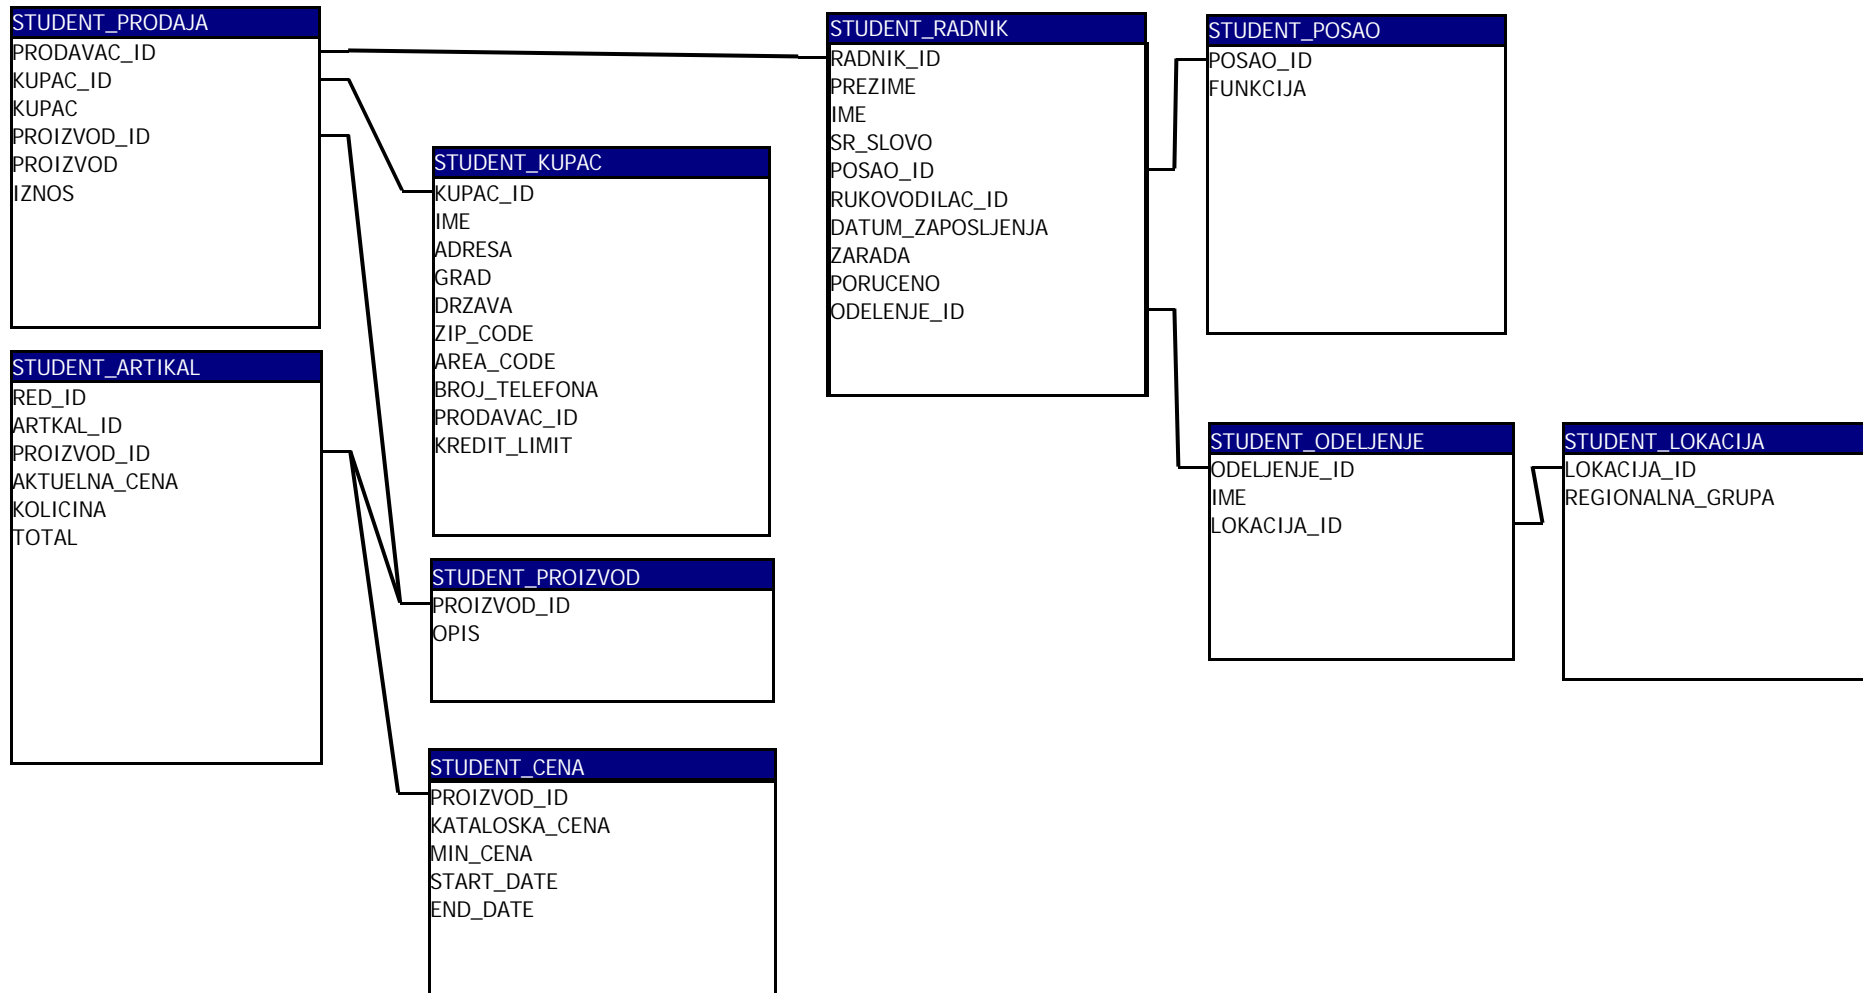 STUDENT_PRODAJA
PRODAVAC_ID
KUPAC_ID
KUPAC
PROIZVOD_ID
PROIZVOD
IZNOS
STUDENT_ARTIKAL
RED_ID
ARTKAL_ID
PROIZVOD_ID
AKTUELNA_CENA
KOLICINA
TOTAL
STUDENT_KUPAC
KUPAC_ID
IME
ADRESA
GRAD
DRZAVA
ZIP_CODE
AREA_CODE
BROJ_TELEFONA
PRODAVAC_ID
KREDIT_LIMIT
STUDENT_PROIZVOD
PROIZVOD_ID
OPIS
STUDENT_CENA
PROIZVOD_ID
KATALOSKA_CENA
MIN_CENA
START_DATE
END_DATE
STUDENT_RADNIK
RADNIK_ID
PREZIME
IME
SR_SLOVO
POSAO_ID
RUKOVODILAC_ID
DATUM_ZAPOSLJENJA
ZARADA
PORUCENO
ODELENJE_ID
STUDENT_POSAO
POSAO_ID
FUNKCIJA
STUDENT_ODELJENJE
ODELJENJE_ID
IME
LOKACIJA_ID
STUDENT_LOKACIJA
LOKACIJA_ID
REGIONALNA_GRUPA